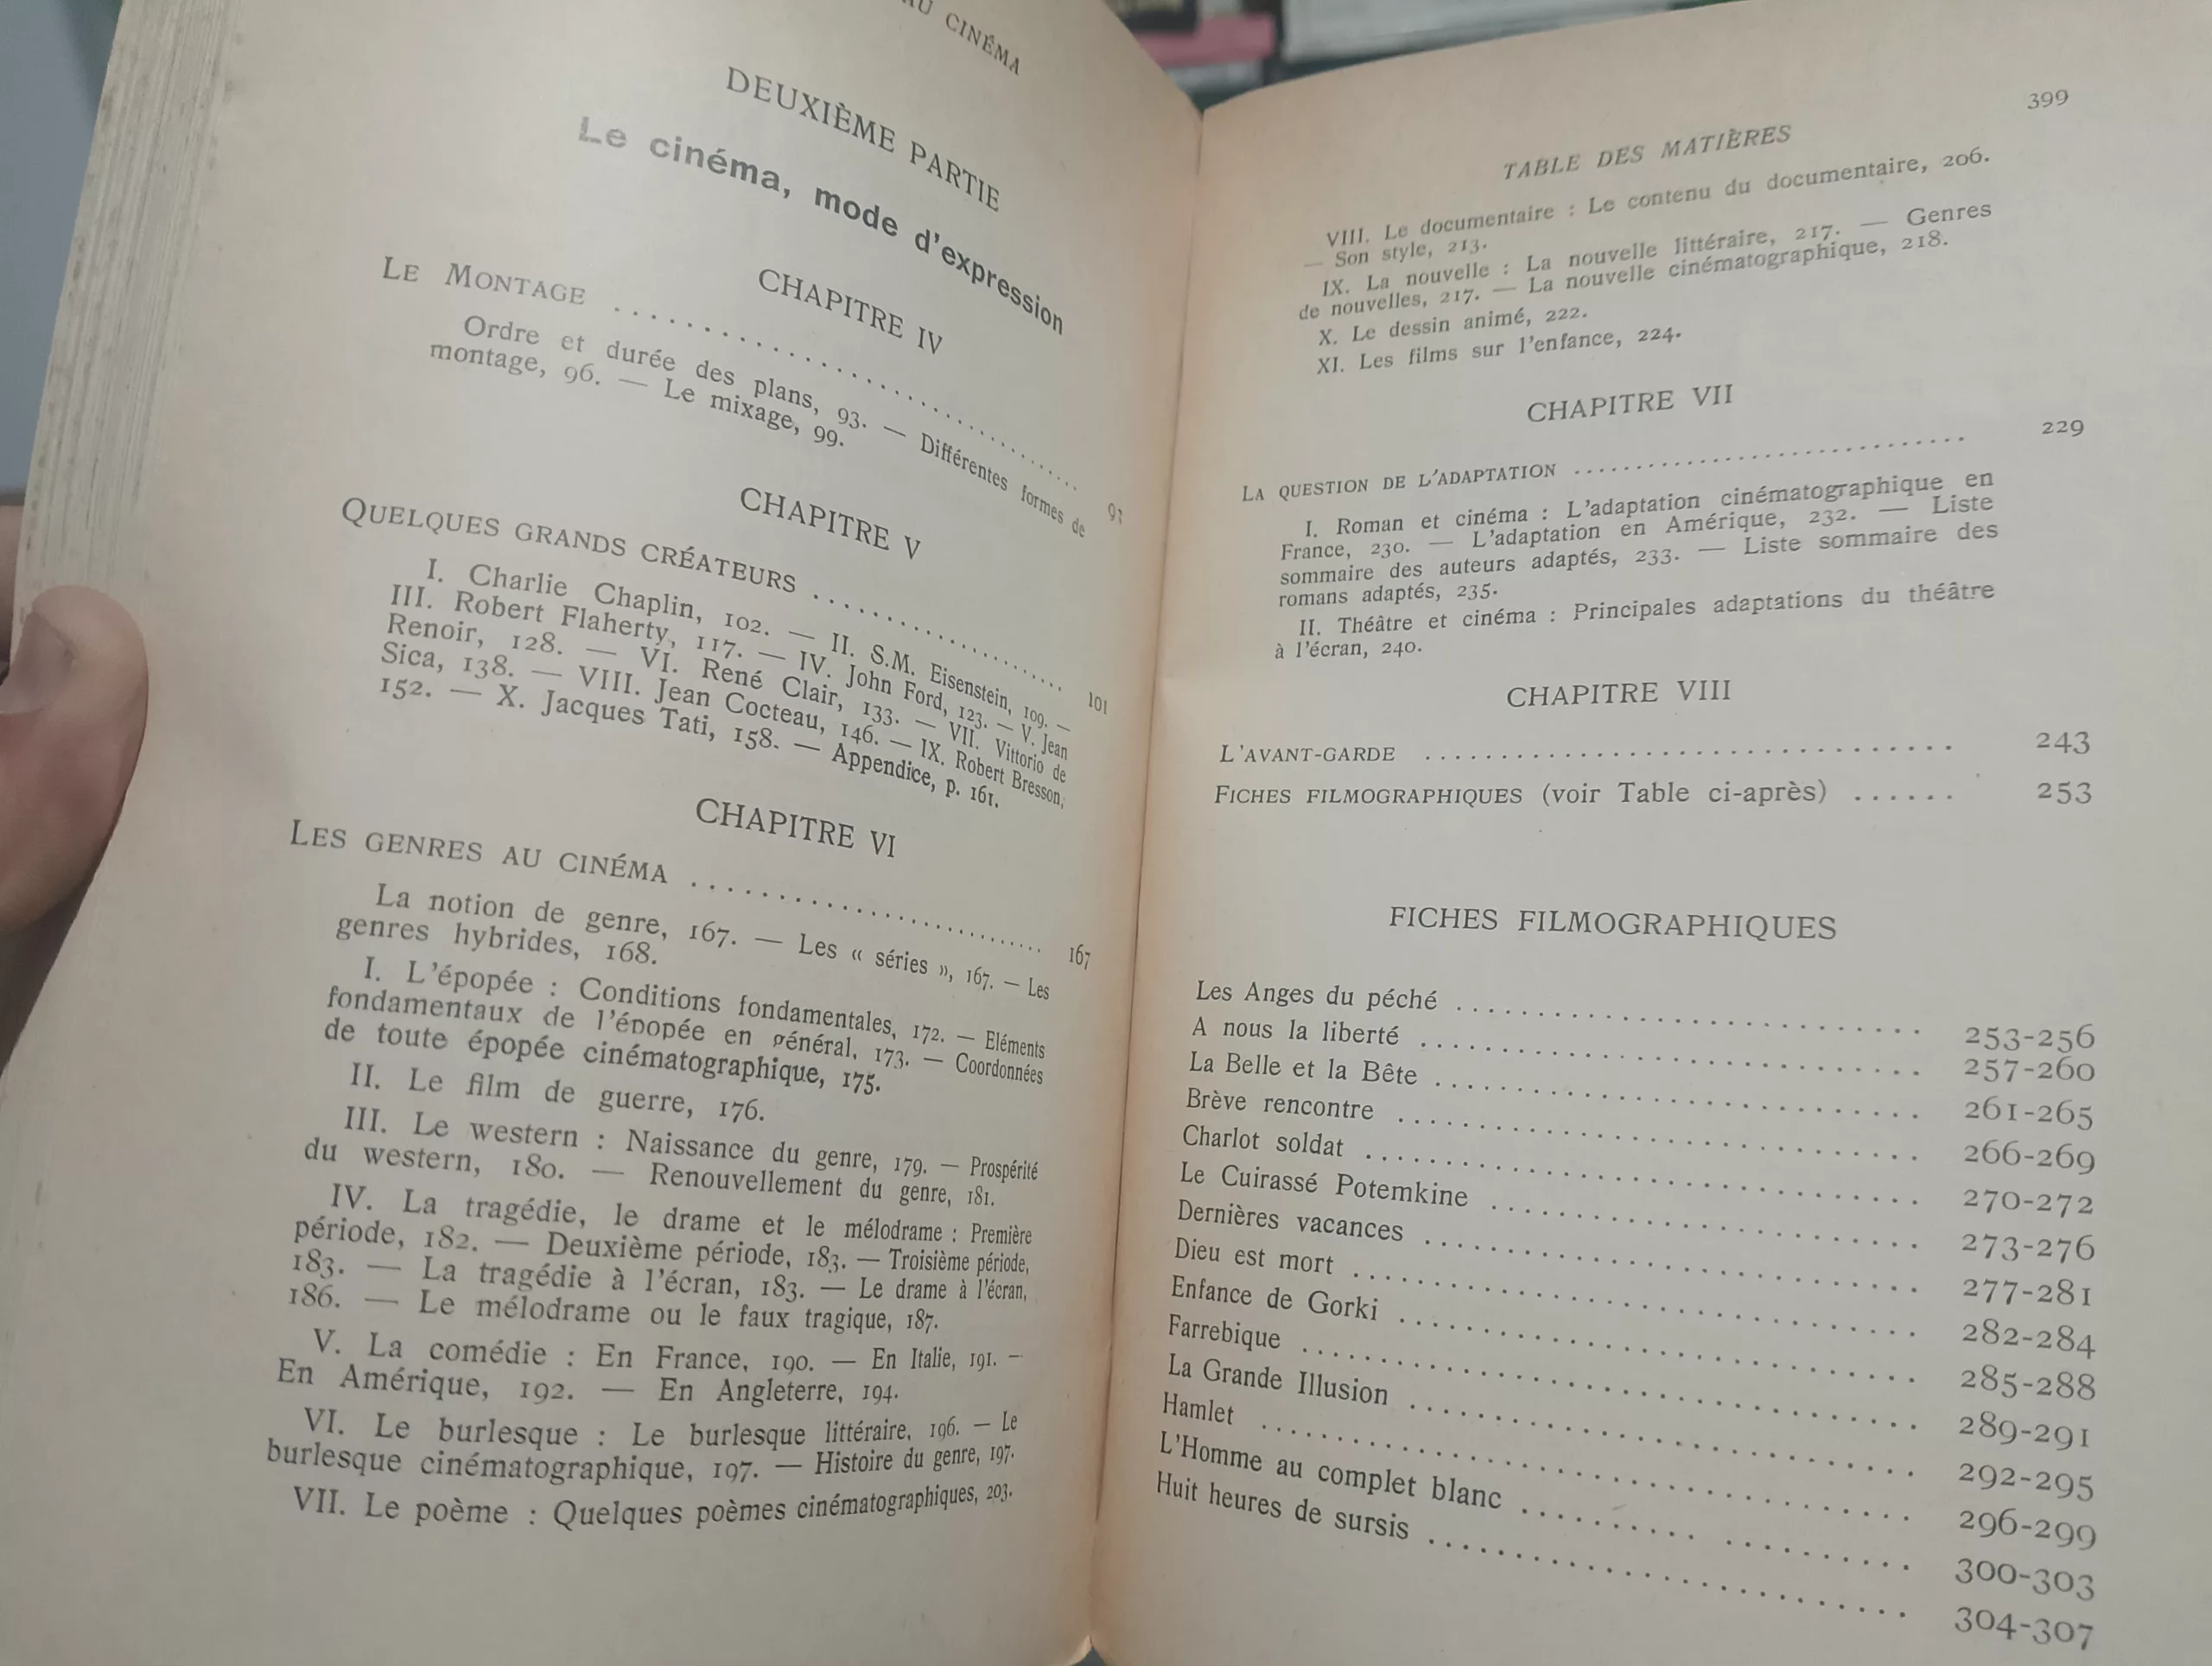 AU CINÉMA
DEUXIÈME PARTIE
Le cinéma, mode d'expression
CHAPITRE IV
LE MONTAGE .......... 93
Ordre et durée des plans, 93. — Différentes formes de
montage, 96. — Le mixage, 99.
CHAPITRE V
QUELQUES GRANDS CRÉATEURS .......... 101
I. Charlie Chaplin, 102. — II. S.M. Eisenstein, 109. —
III. Robert Flaherty, 117. — IV. John Ford, 123. — V. Jean
Renoir, 128. — VI. René Clair, 133. — VII. Vittorio de
Sica, 138. — VIII. Jean Cocteau, 146. — IX. Robert Bresson,
152. — X. Jacques Tati, 158. — Appendice, p. 161.
CHAPITRE VI
LES GENRES AU CINÉMA .......... 167
La notion de genre, 167. — Les « séries », 167. — Les
genres hybrides, 168.
I. L'épopée : Conditions fondamentales, 172. — Eléments
fondamentaux de l'épopée en général, 173. — Coordonnées
de toute épopée cinématographique, 175.
II. Le film de guerre, 176.
III. Le western : Naissance du genre, 179. — Prospérité
du western, 180. — Renouvellement du genre, 181.
IV. La tragédie, le drame et le mélodrame : Première
période, 182. — Deuxième période, 183. — Troisième période,
183. — La tragédie à l'écran, 183. — Le drame à l'écran,
186. — Le mélodrame ou le faux tragique, 187.
V. La comédie : En France, 190. — En Italie, 191. —
En Amérique, 192. — En Angleterre, 194.
VI. Le burlesque : Le burlesque littéraire, 196. — Le
burlesque cinématographique, 197. — Histoire du genre, 197.
VII. Le poème : Quelques poèmes cinématographiques, 203.
399
TABLE DES MATIÈRES
VIII. Le documentaire : Le contenu du documentaire, 206.
— Son style, 213.
IX. La nouvelle : La nouvelle littéraire, 217. — Genres
de nouvelles, 217. — La nouvelle cinématographique, 218.
X. Le dessin animé, 222.
XI. Les films sur l'enfance, 224.
CHAPITRE VII
LA QUESTION DE L'ADAPTATION .......... 229
I. Roman et cinéma : L'adaptation cinématographique en
France, 230. — L'adaptation en Amérique, 232. — Liste
sommaire des auteurs adaptés, 233. — Liste sommaire des
romans adaptés, 235.
II. Théâtre et cinéma : Principales adaptations du théâtre
à l'écran, 240.
CHAPITRE VIII
L'AVANT-GARDE .......... 243
FICHES FILMOGRAPHIQUES (voir Table ci-après) ...... 253
FICHES FILMOGRAPHIQUES
Les Anges du péché .......... 253-256
A nous la liberté .......... 257-260
La Belle et la Bête .......... 261-265
Brève rencontre .......... 266-269
Charlot soldat .......... 270-272
Le Cuirassé Potemkine .......... 273-276
Dernières vacances .......... 277-281
Dieu est mort .......... 282-284
Enfance de Gorki .......... 285-288
Farrebique .......... 289-291
La Grande Illusion .......... 292-295
Hamlet .......... 296-299
L'Homme au complet blanc .......... 300-303
Huit heures de sursis .......... 304-307